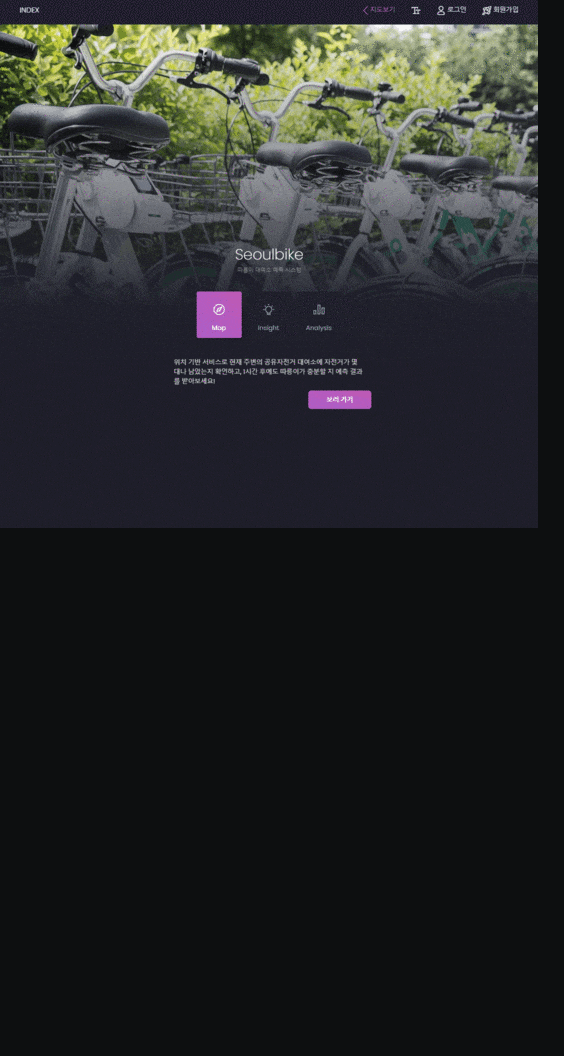 INDEX
지도보기
로그인
회원가입
Seoulbike
따릉이 대여소 예측 시스템
Map
Insight
Analysis
위치 기반 서비스로 현재 주변의 공유자전거 대여소에 자전거가 몇
대나 남았는지 확인하고, 1시간 후에도 따릉이가 충분할 지 예측 결과
를 받아보세요!
보러 가기